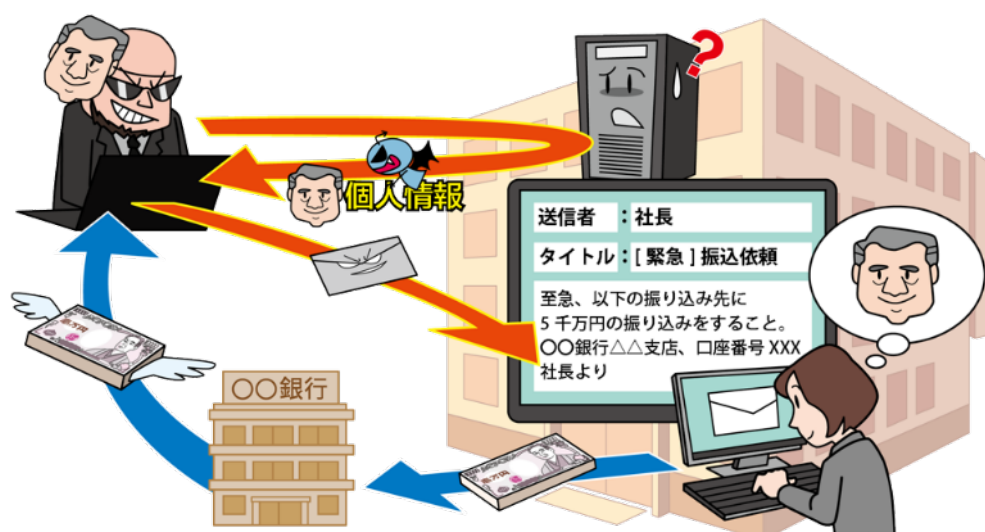 ?
個人情報
送信者 ：社長
タイトル：[ 緊急 ] 振込依頼
至急、以下の振り込み先に
5 千万円の振り込みをすること。
〇〇銀行△△支店、口座番号 XXX
社長より
〇〇銀行